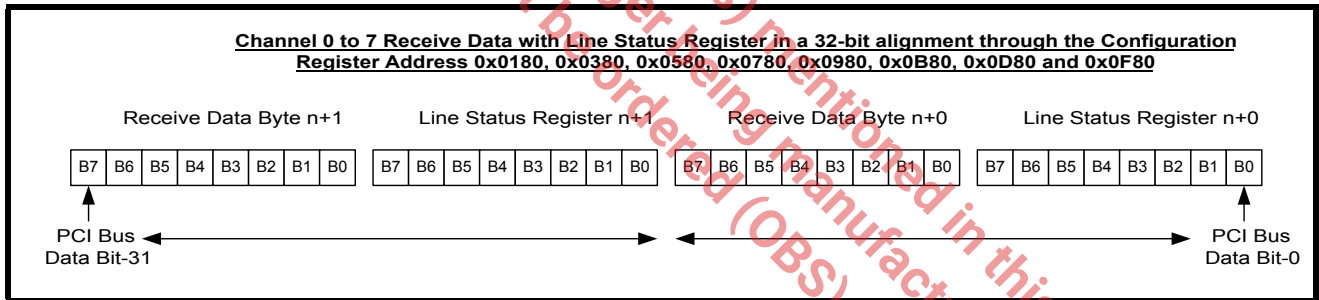 Channel 0 to 7 Receive Data with Line Status Register in a 32-bit alignment through the Configuration
Register Address 0x0180, 0x0380, 0x0580, 0x0780, 0x0980, 0x0B80, 0x0D80 and 0x0F80
Receive Data Byte n+1 Line Status Register n+1 Receive Data Byte n+0 Line Status Register n+0
B7 B6 B5 B4 B3 B2 B1 B0 B7 B6 B5 B4 B3 B2 B1 B0 B7 B6 B5 B4 B3 B2 B1 B0 B7 B6 B5 B4 B3 B2 B1 B0
PCI Bus
Data Bit-31
PCI Bus
Data Bit-0
mentioned in this
being manufact
be ordered (OBS)